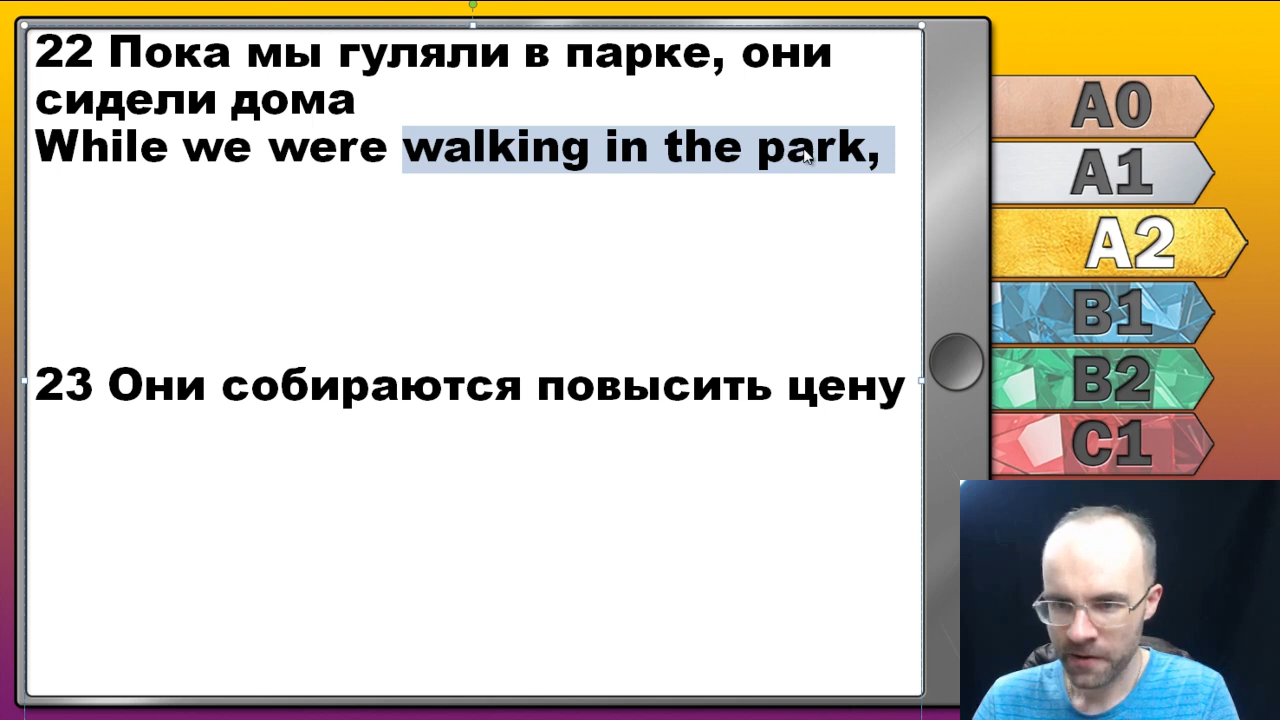 22 Пока мы гуляли в парке, они
сидели дома
While we were walking in the park,
23 Они собираются повысить цену
A0
A1
A2
B1
B2
C1